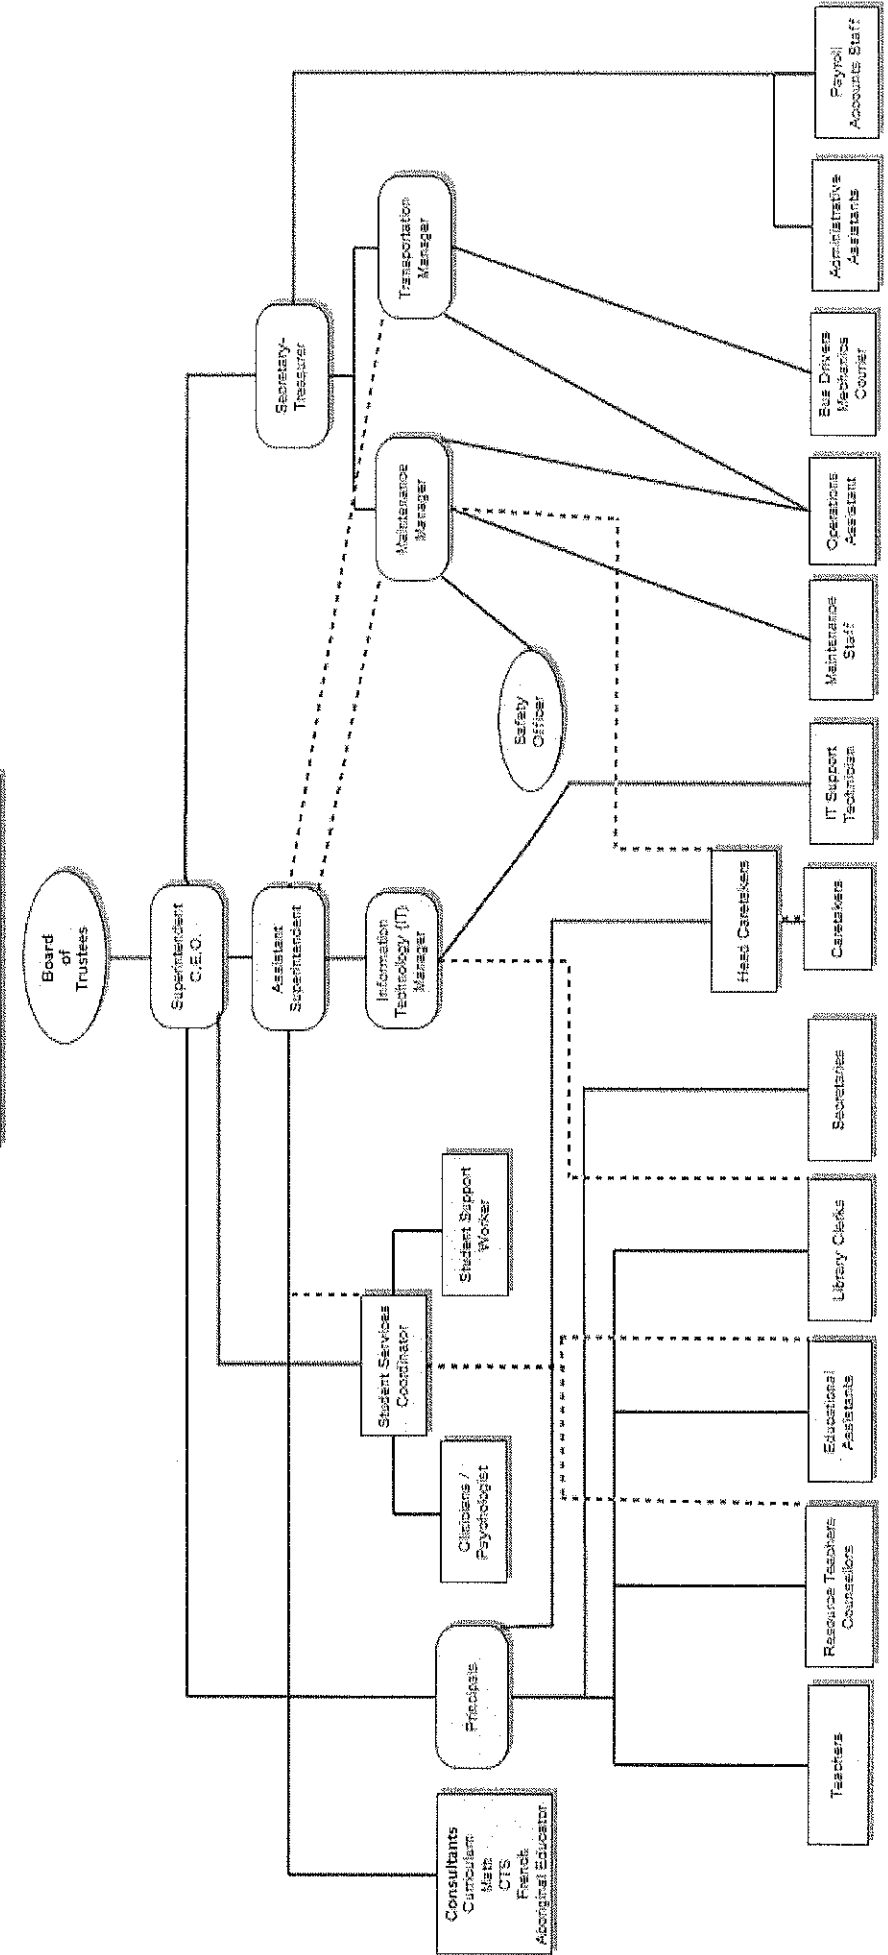 Board
of
Trustees
Superintendent
C.E.O.
Assistant
Superintendent
Secretary-
Treasurer
Information
Technology (IT)
Manager
Maintenance
Manager
Transportation
Manager
Student Services
Coordinator
Consultants
Curriculum
Math
CTS
French
Aboriginal Educator
Principals
Clinicians /
Psychologist
Student Support
Worker
Safety
Officer
Head Caretakers
Teachers
Resource Teachers
Counsellors
Educational
Assistants
Library Clerks
Secretaries
Caretakers
IT Support
Technician
Maintenance
Staff
Operations
Assistant
Bus Drivers
Mechanics
Courier
Administrative
Assistants
Payroll
Accounts Staff